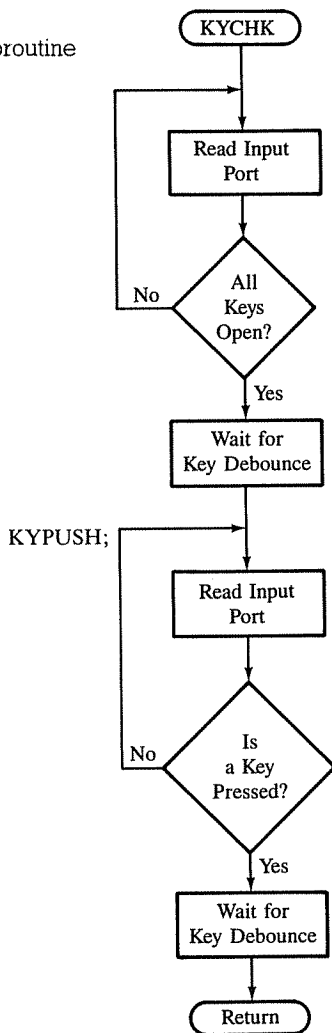 KYCHK
Read Input
Port
All
Keys
Open?
No
Yes
Wait for
Key Debounce
KYPUSH;
Read Input
Port
Is
a Key
Pressed?
No
Yes
Wait for
Key Debounce
Return